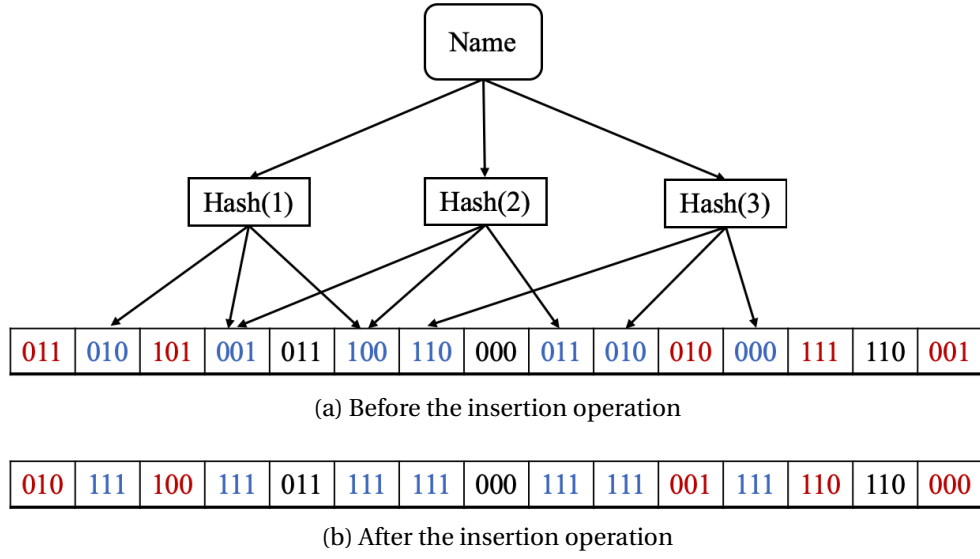 Name
Hash(1) Hash(2) Hash(3)
011 010 101 001 011 100 110 000 011 010 010 000 111 110 001
(a) Before the insertion operation
010 111 100 111 011 111 111 000 111 111 001 111 110 110 000
(b) After the insertion operation